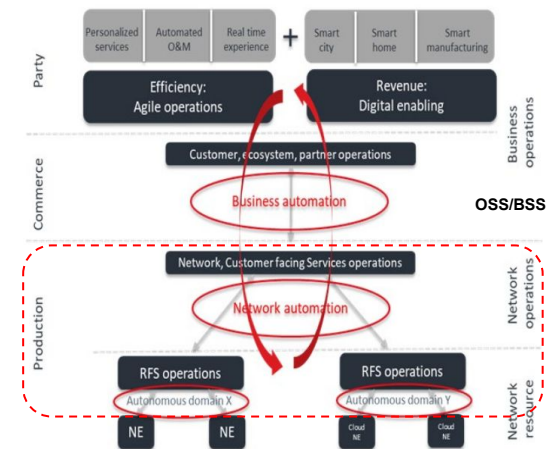 Personalized
services
Automated
O&M
Real time
experience
+
Smart
city
Smart
home
Smart
manufacturing
Party
Efficiency:
Agile operations
Revenue:
Digital enabling
Business
operations
Customer, ecosystem, partner operations
Commerce
Business automation
OSS/BSS
Network, Customer facing Services operations
Production
Network automation
Network
operations
RFS operations
RFS operations
Autonomous domain X
Autonomous domain Y
Network
resource
NE
NE
Cloud
NE
Cloud
NE